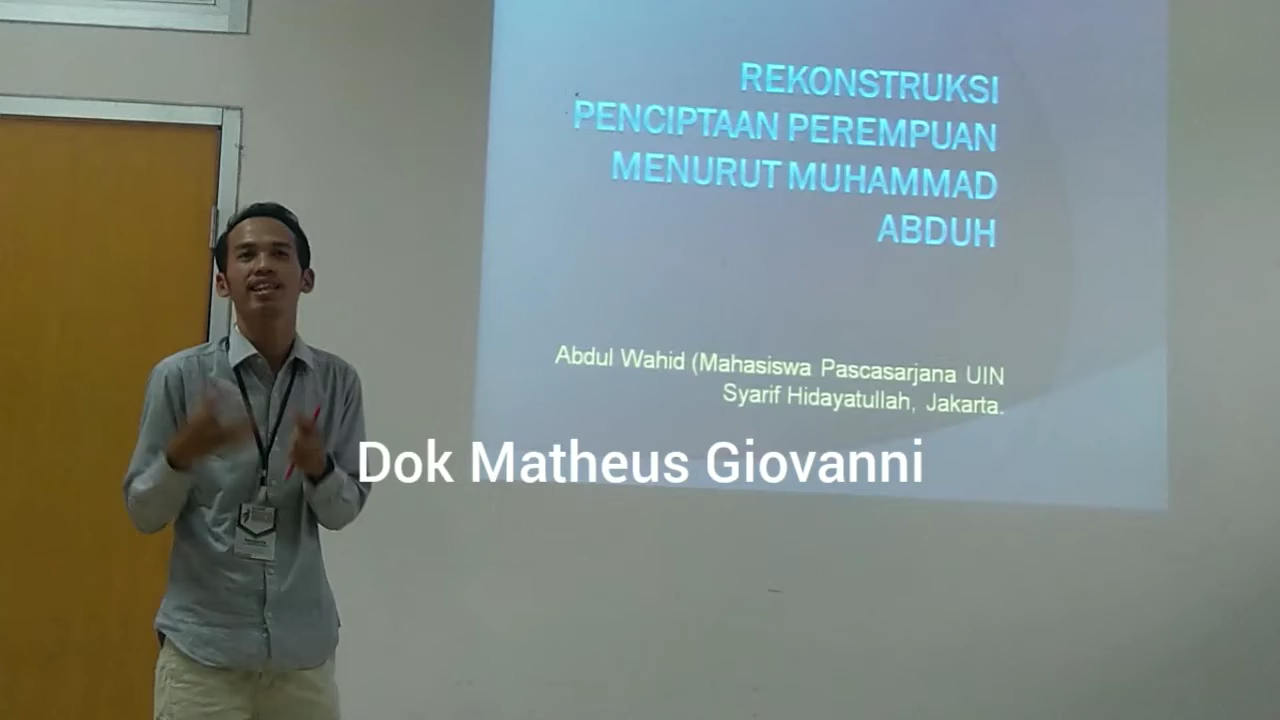 REKONSTRUKSI
PENCIPTAAN PEREMPUAN
MENURUT MUHAMMAD
ABDUH
Abdul Wahid (Mahasiswa Pascasarjana UIN
Syarif Hidayatullah, Jakarta.
Dok Matheus Giovanni